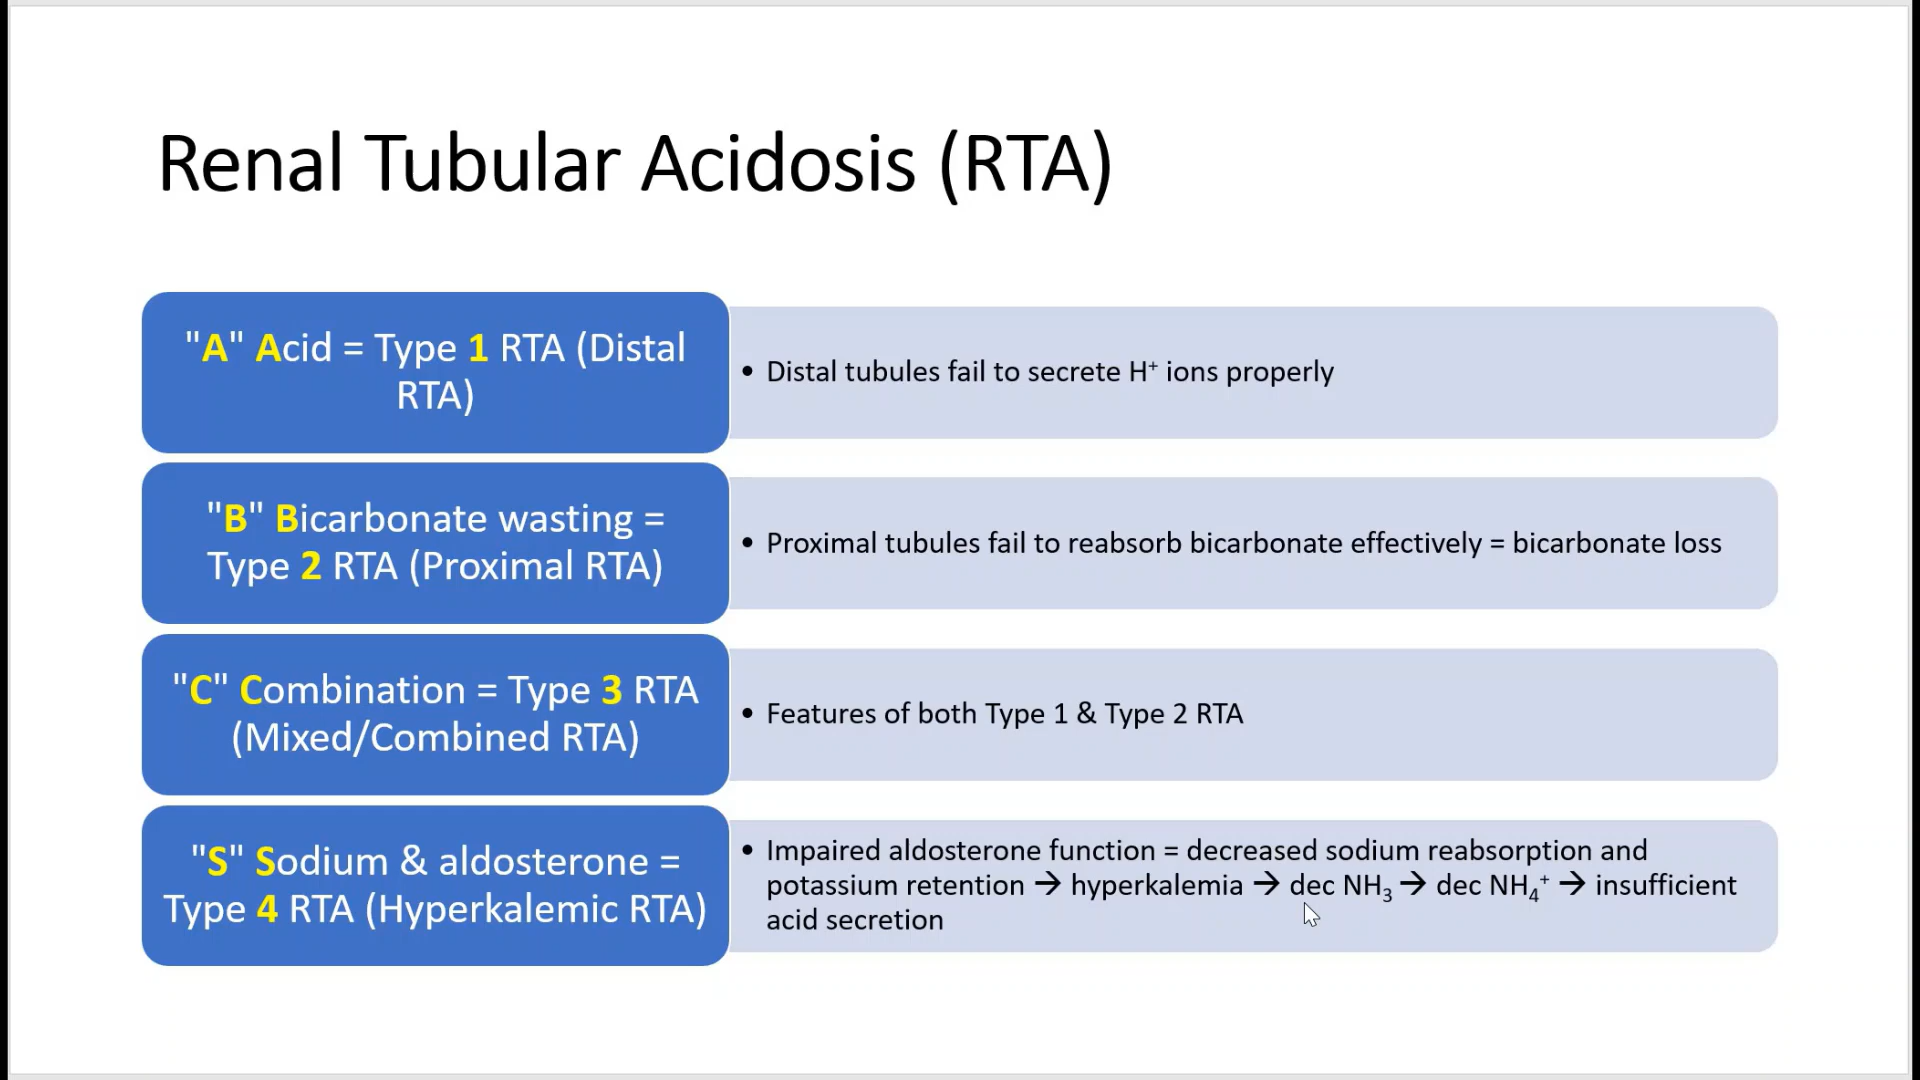 Renal Tubular Acidosis (RTA)
"A" Acid = Type 1 RTA (Distal
RTA)
• Distal tubules fail to secrete H⁺ ions properly
"B" Bicarbonate wasting =
Type 2 RTA (Proximal RTA)
• Proximal tubules fail to reabsorb bicarbonate effectively = bicarbonate loss
"C" Combination = Type 3 RTA
(Mixed/Combined RTA)
• Features of both Type 1 & Type 2 RTA
"S" Sodium & aldosterone =
Type 4 RTA (Hyperkalemic RTA)
• Impaired aldosterone function = decreased sodium reabsorption and
potassium retention → hyperkalemia → dec NH₃ → dec NH₄⁺ → insufficient
acid secretion